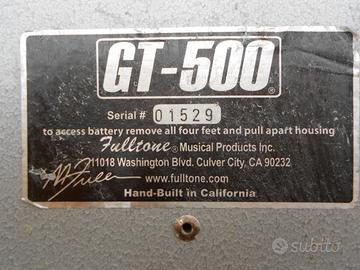 GT-500®
Serial # 01529
to access battery remove all four feet and pull apart housing
Fulltone® Musical Products Inc.
11018 Washington Blvd. Culver City, CA 90232
M Fuller
www.fulltone.com
Hand-Built in California
subito